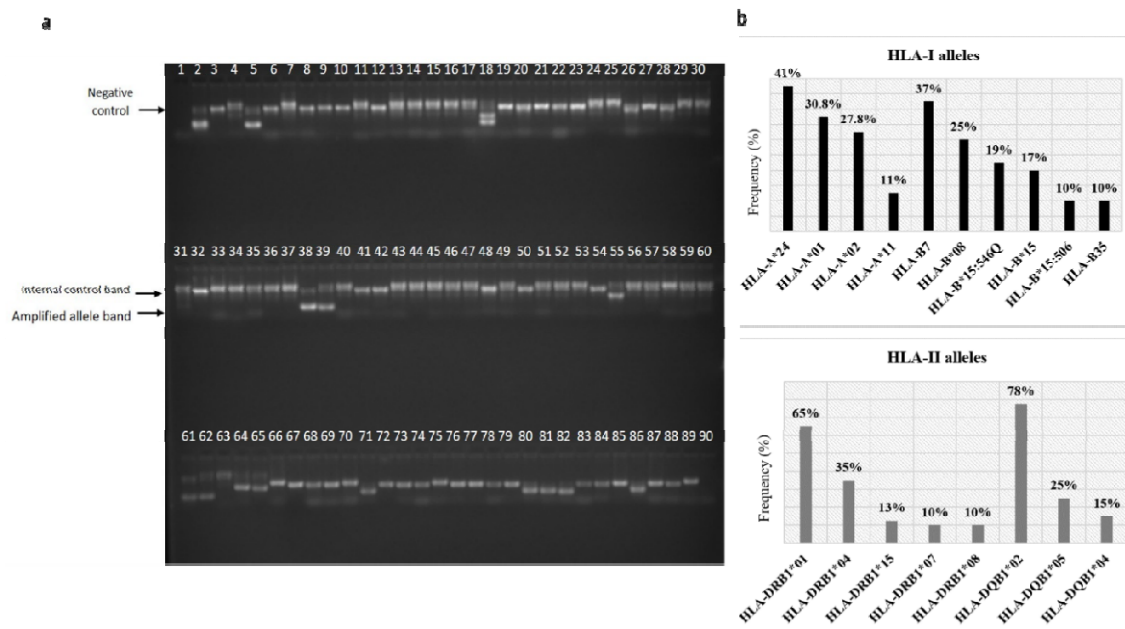 a
b
1 2 3 4 5 6 7 8 9 10 11 12 13 14 15 16 17 18 19 20 21 22 23 24 25 26 27 28 29 30
Negative
control
31 32 33 34 35 36 37 38 39 40 41 42 43 44 45 46 47 48 49 50 51 52 53 54 55 56 57 58 59 60
Internal control band
Amplified allele band
61 62 63 64 65 66 67 68 69 70 71 72 73 74 75 76 77 78 79 80 81 82 83 84 85 86 87 88 89 90
HLA-I alleles
Frequency (%)
41%
30.8%
27.8%
11%
37%
25%
19%
17%
10%
10%
HLA-A*24
HLA-A*01
HLA-A*02
HLA-A*11
HLA-B7
HLA-B*08
HLA-B*15:546Q
HLA-B*15
HLA-B*15:506
HLA-B35
HLA-II alleles
Frequency (%)
65%
35%
13%
10%
10%
78%
25%
15%
HLA-DRB1*01
HLA-DRB1*04
HLA-DRB1*15
HLA-DRB1*07
HLA-DRB1*08
HLA-DQB1*02
HLA-DQB1*05
HLA-DQB1*04